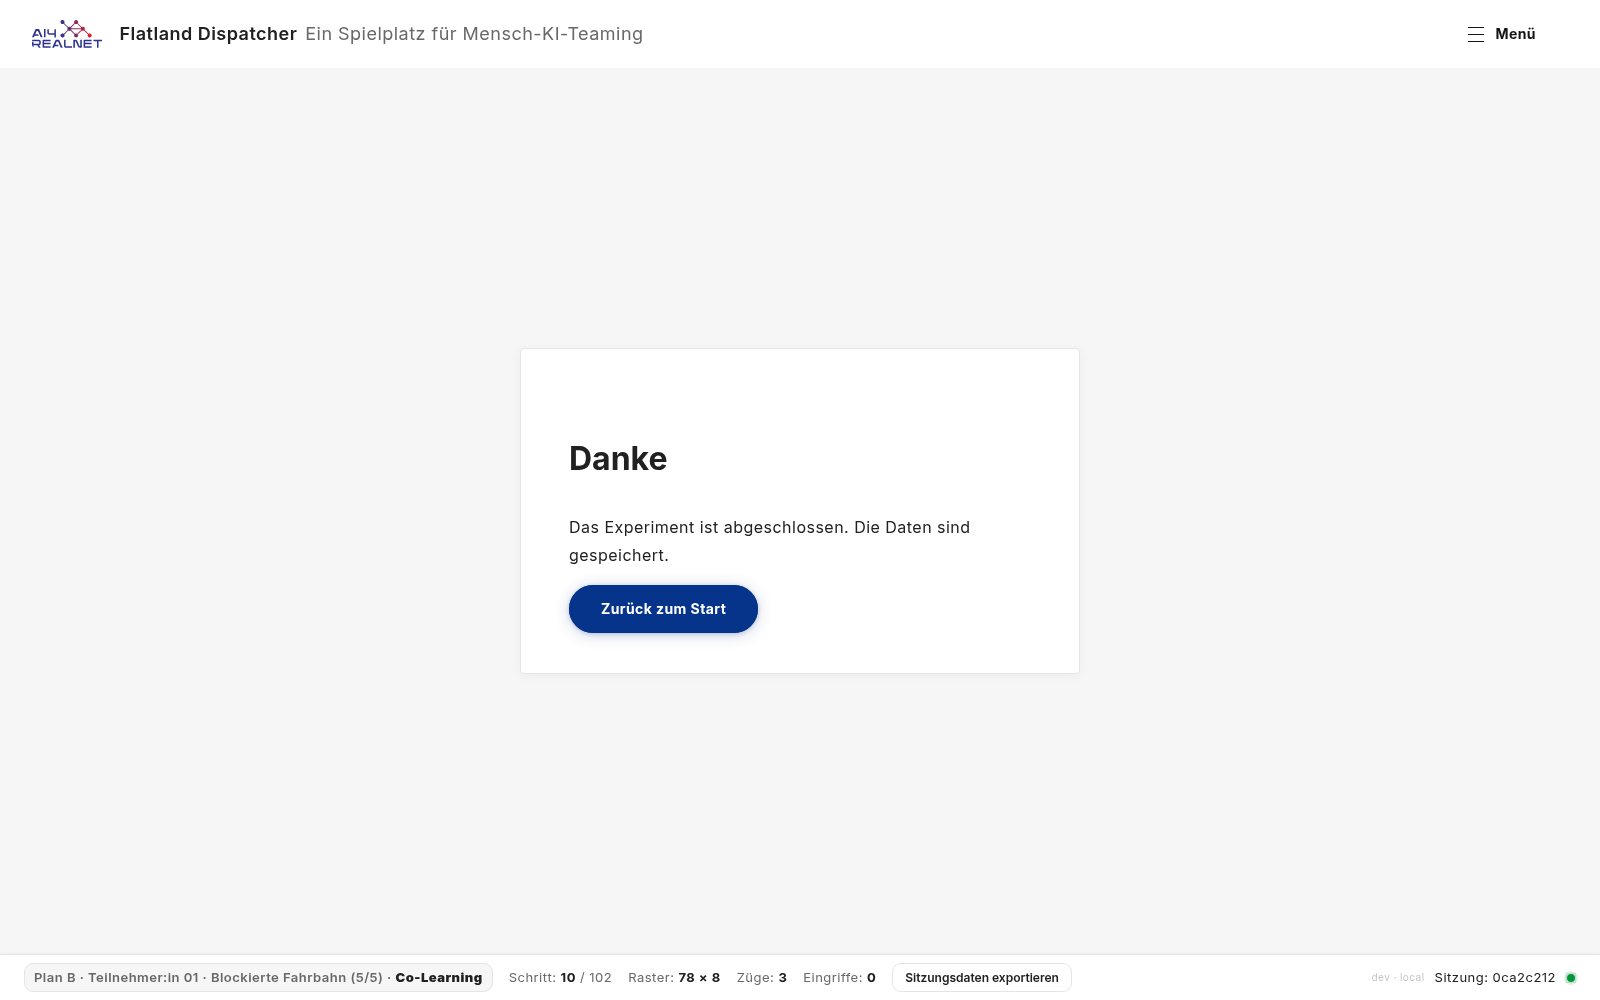 AI4
REALNET
Flatland Dispatcher Ein Spielplatz für Mensch-KI-Teaming
Menü
Danke
Das Experiment ist abgeschlossen. Die Daten sind
gespeichert.
Zurück zum Start
Plan B · Teilnehmer:in 01 · Blockierte Fahrbahn (5/5) · Co-Learning
Schritt: 10 / 102
Raster: 78 × 8
Züge: 3
Eingriffe: 0
Sitzungsdaten exportieren
dev · local
Sitzung: 0ca2c212